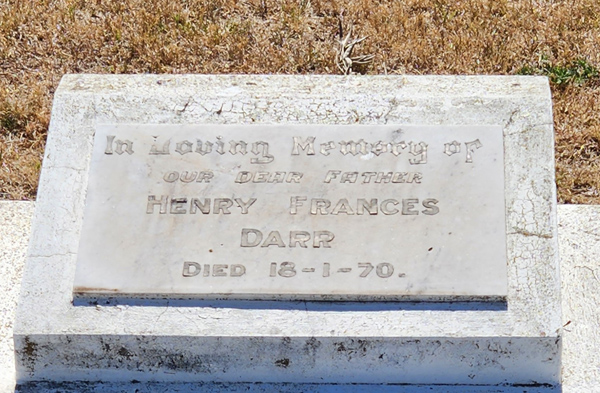 In Loving Memory of
OUR DEAR FATHER
HENRY FRANCES
DARR
DIED 18-1-70.